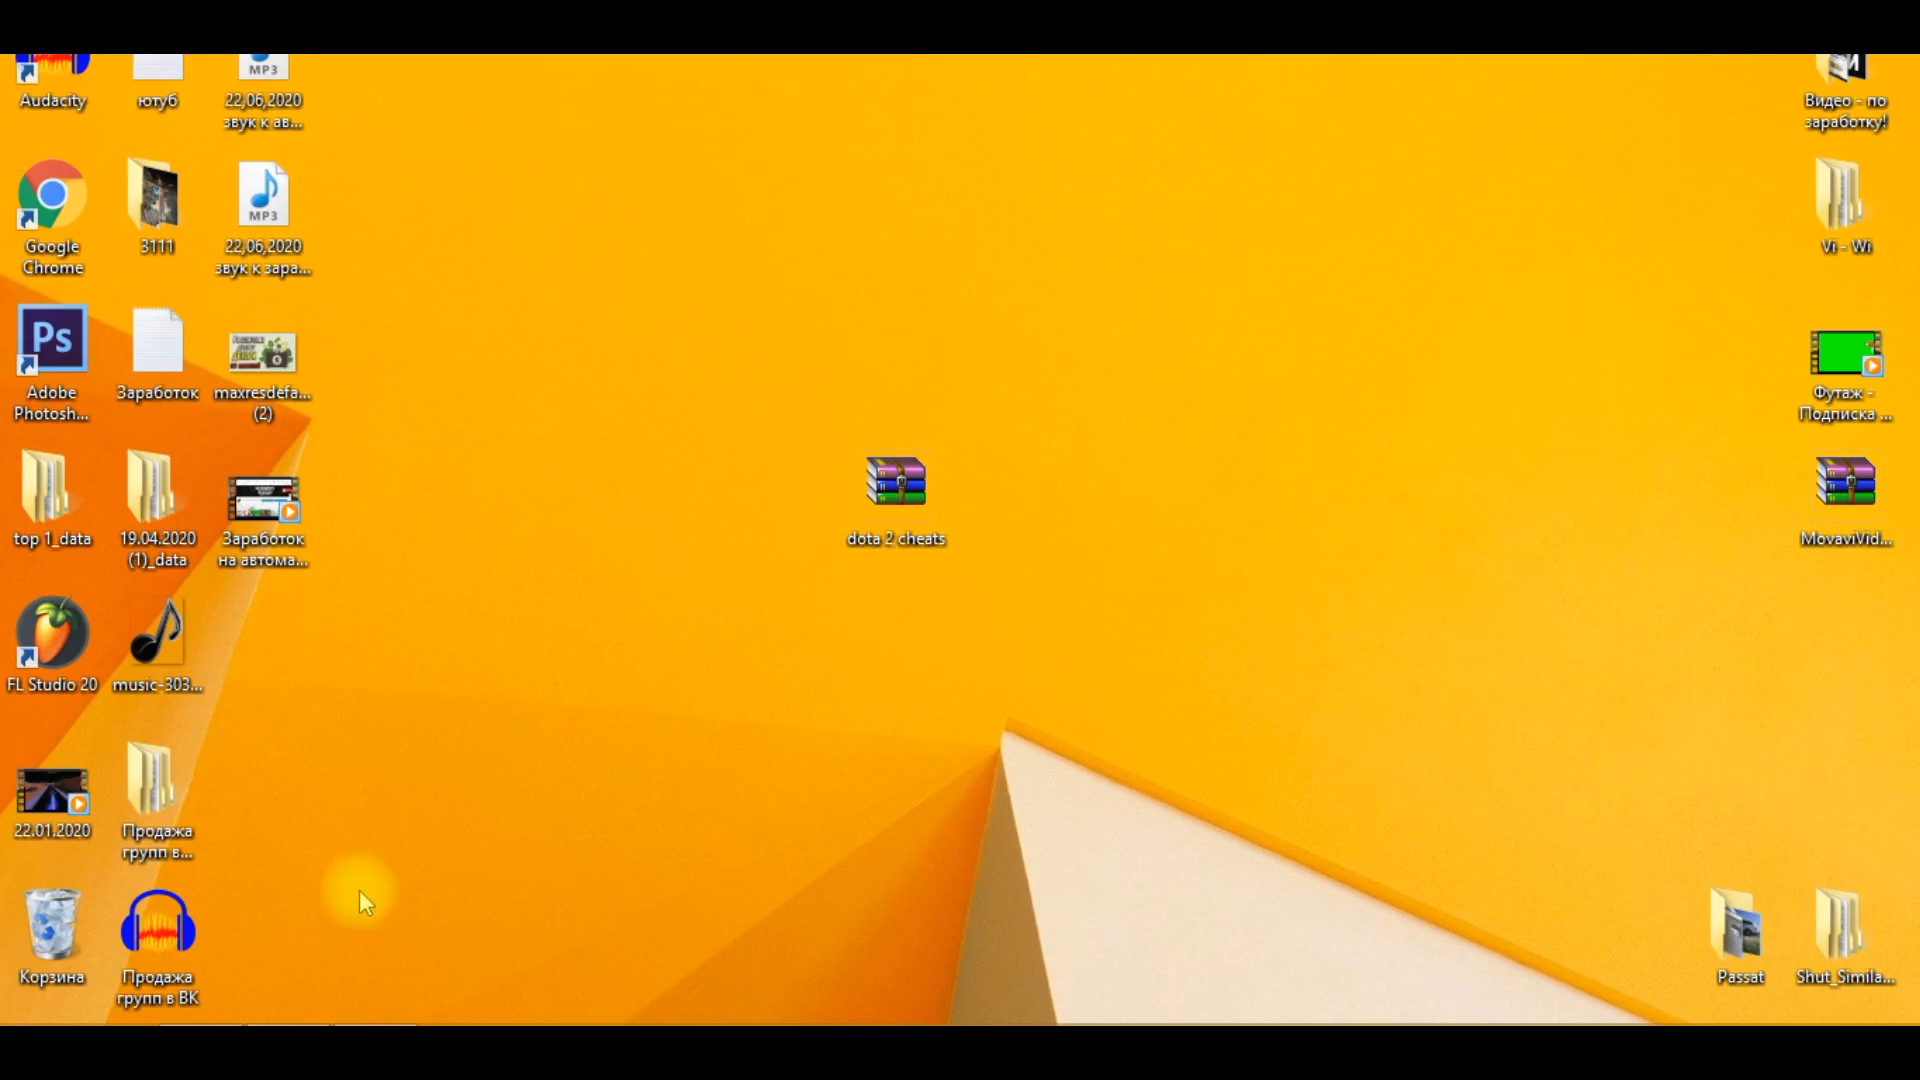 Audacity
ютуб
MP3
22,06,2020
звук к ав...
Видео - по
заработку!
Google
Chrome
3111
MP3
22,06,2020
звук к зара...
Vi - Wi
Ps
Adobe
Photosh...
Заработок
maxresdefa...
(2)
Футаж -
Подписка ...
top 1_data
19.04.2020
(1)_data
Заработок
на автома...
dota 2 cheats
MovaviVid...
FL Studio 20
music-303...
22.01.2020
Продажа
групп в...
Корзина
Продажа
групп в ВК
Passat
Shut_Simila...